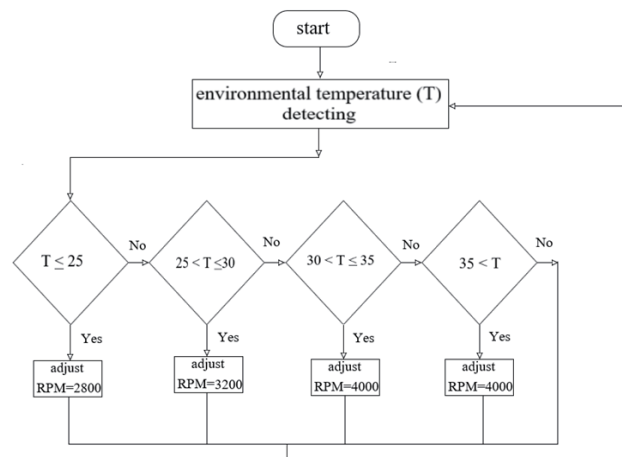 start
environmental temperature (T)
detecting
T ≤ 25
No
25 < T ≤30
No
30 < T ≤ 35
No
35 < T
No
Yes
Yes
Yes
Yes
adjust
RPM=2800
adjust
RPM=3200
adjust
RPM=4000
adjust
RPM=4000